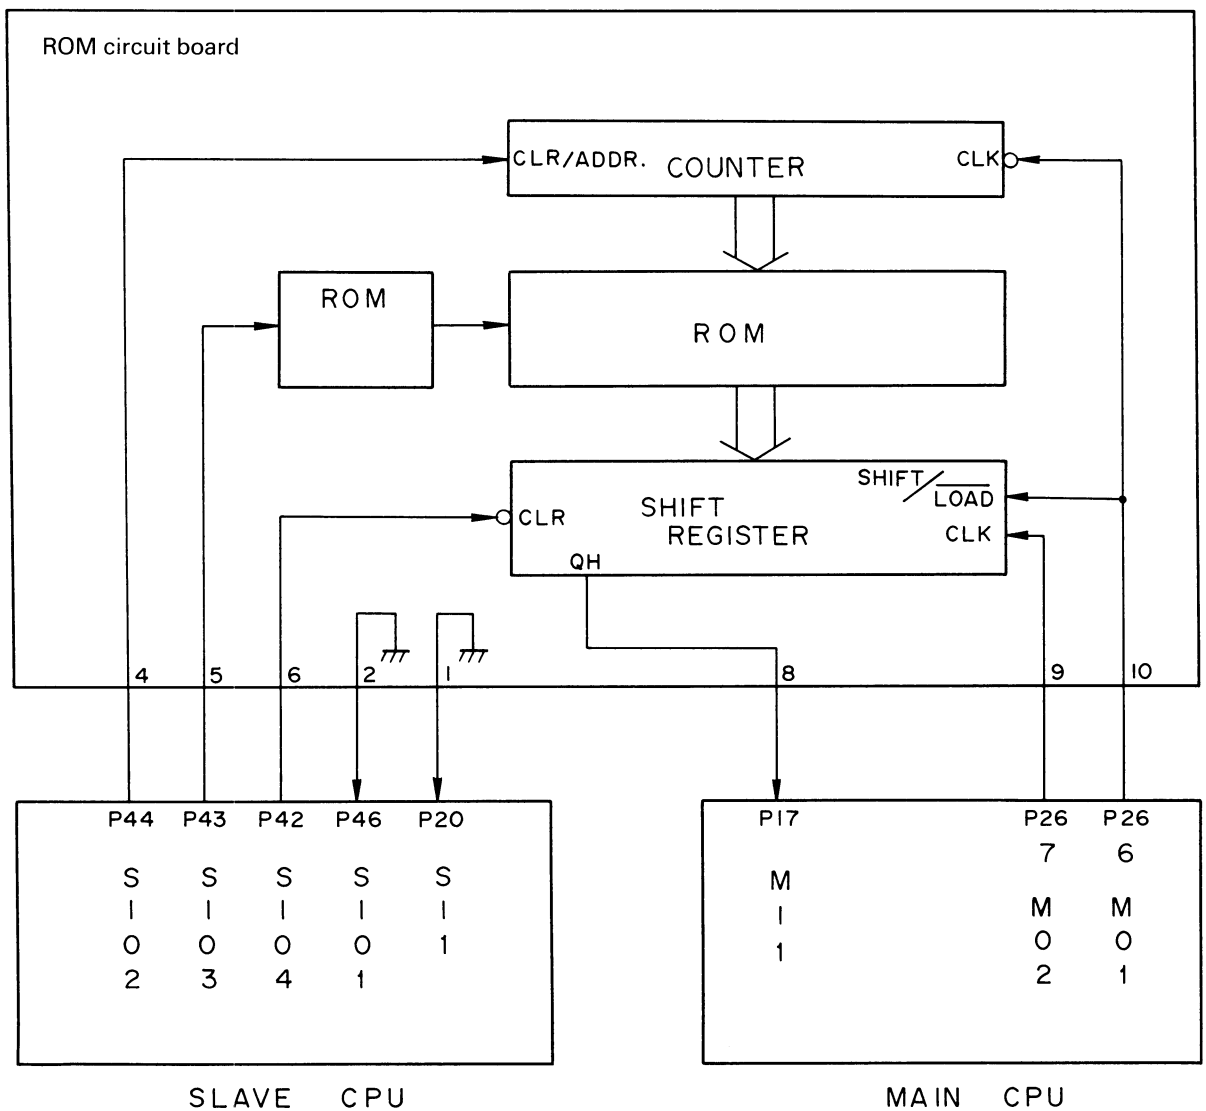 ROM circuit board
CLR/ADDR. COUNTER CLK
ROM
ROM
SHIFT/LOAD
CLR SHIFT
REGISTER CLK
QH
4 5 6 2 1 8 9 10
P44 P43 P42 P46 P20 P17 P26 P26
7 6
S S S S S M M M
I I I I I I O O
O O O O 1 1 2 1
2 3 4 1
SLAVE CPU MAIN CPU